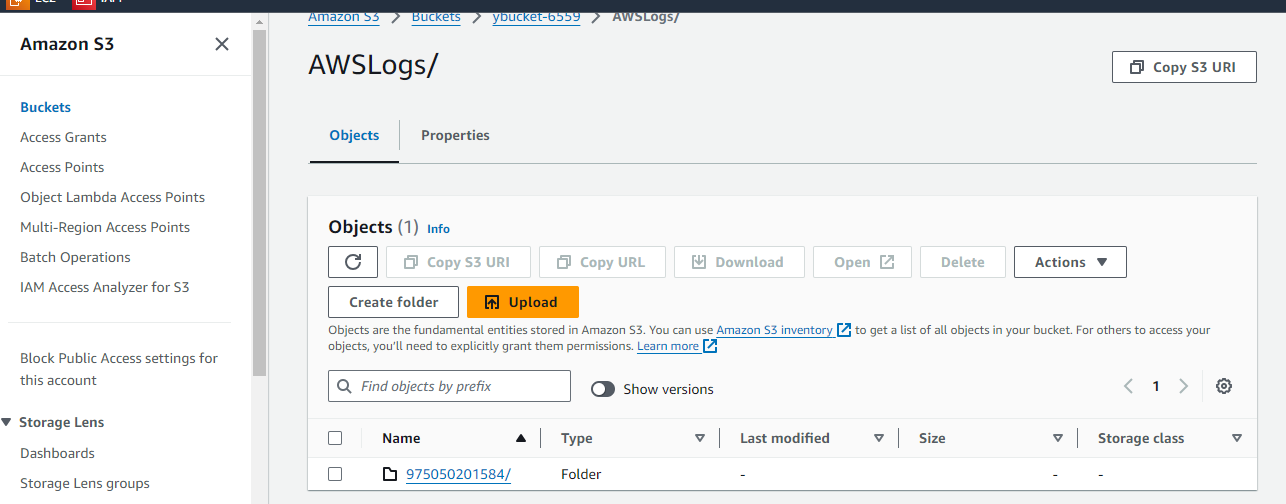 Amazon S3 > Buckets > ybucket-6559 > AWSLogs/
Amazon S3
AWSLogs/
Copy S3 URI
Buckets
Access Grants
Access Points
Object Lambda Access Points
Multi-Region Access Points
Batch Operations
IAM Access Analyzer for S3
Block Public Access settings for
this account
Storage Lens
Dashboards
Storage Lens groups
Objects Properties
Objects (1) Info
Copy S3 URI Copy URL Download Open Delete Actions
Create folder Upload
Objects are the fundamental entities stored in Amazon S3. You can use Amazon S3 inventory to get a list of all objects in your bucket. For others to access your
objects, you'll need to explicitly grant them permissions. Learn more
Find objects by prefix Show versions 1
Name Type Last modified Size Storage class
975050201584/ Folder - - -